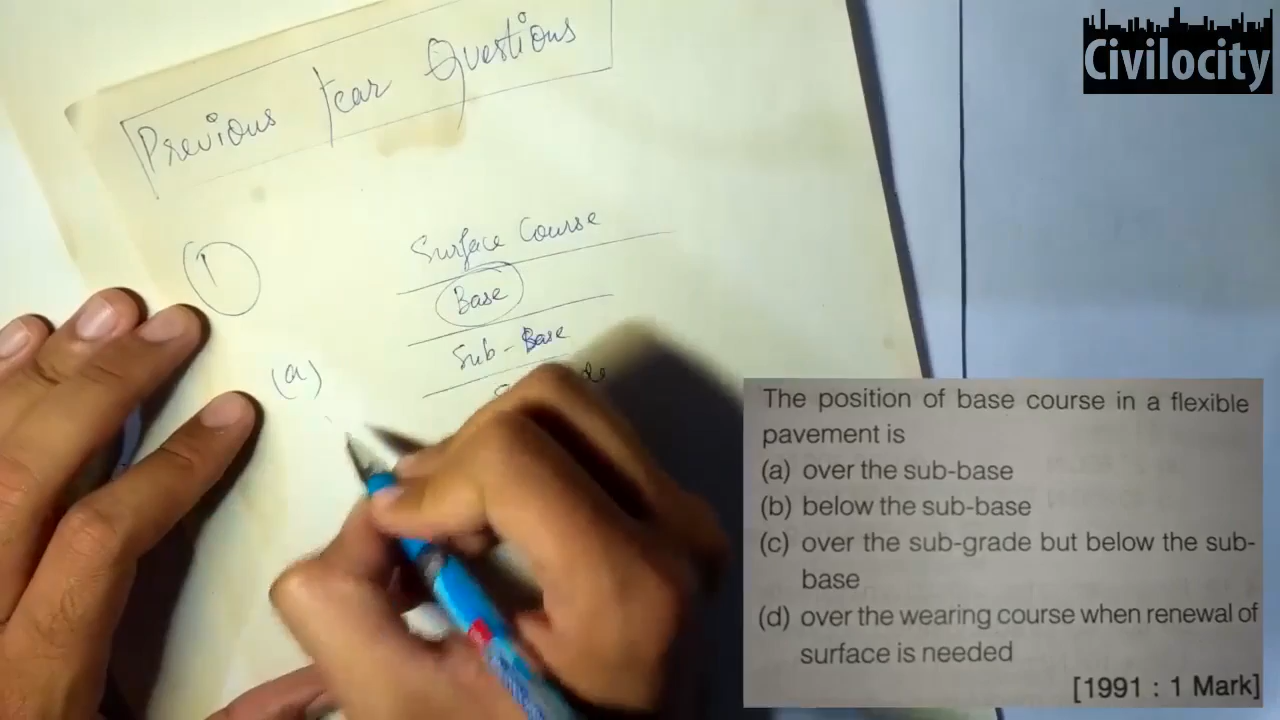 Civilocity
Previous Year Questions
1
Surface Course
Base
Sub-Base
(a)
The position of base course in a flexible
pavement is
(a) over the sub-base
(b) below the sub-base
(c) over the sub-grade but below the sub-
base
(d) over the wearing course when renewal of
surface is needed
[1991 : 1 Mark]